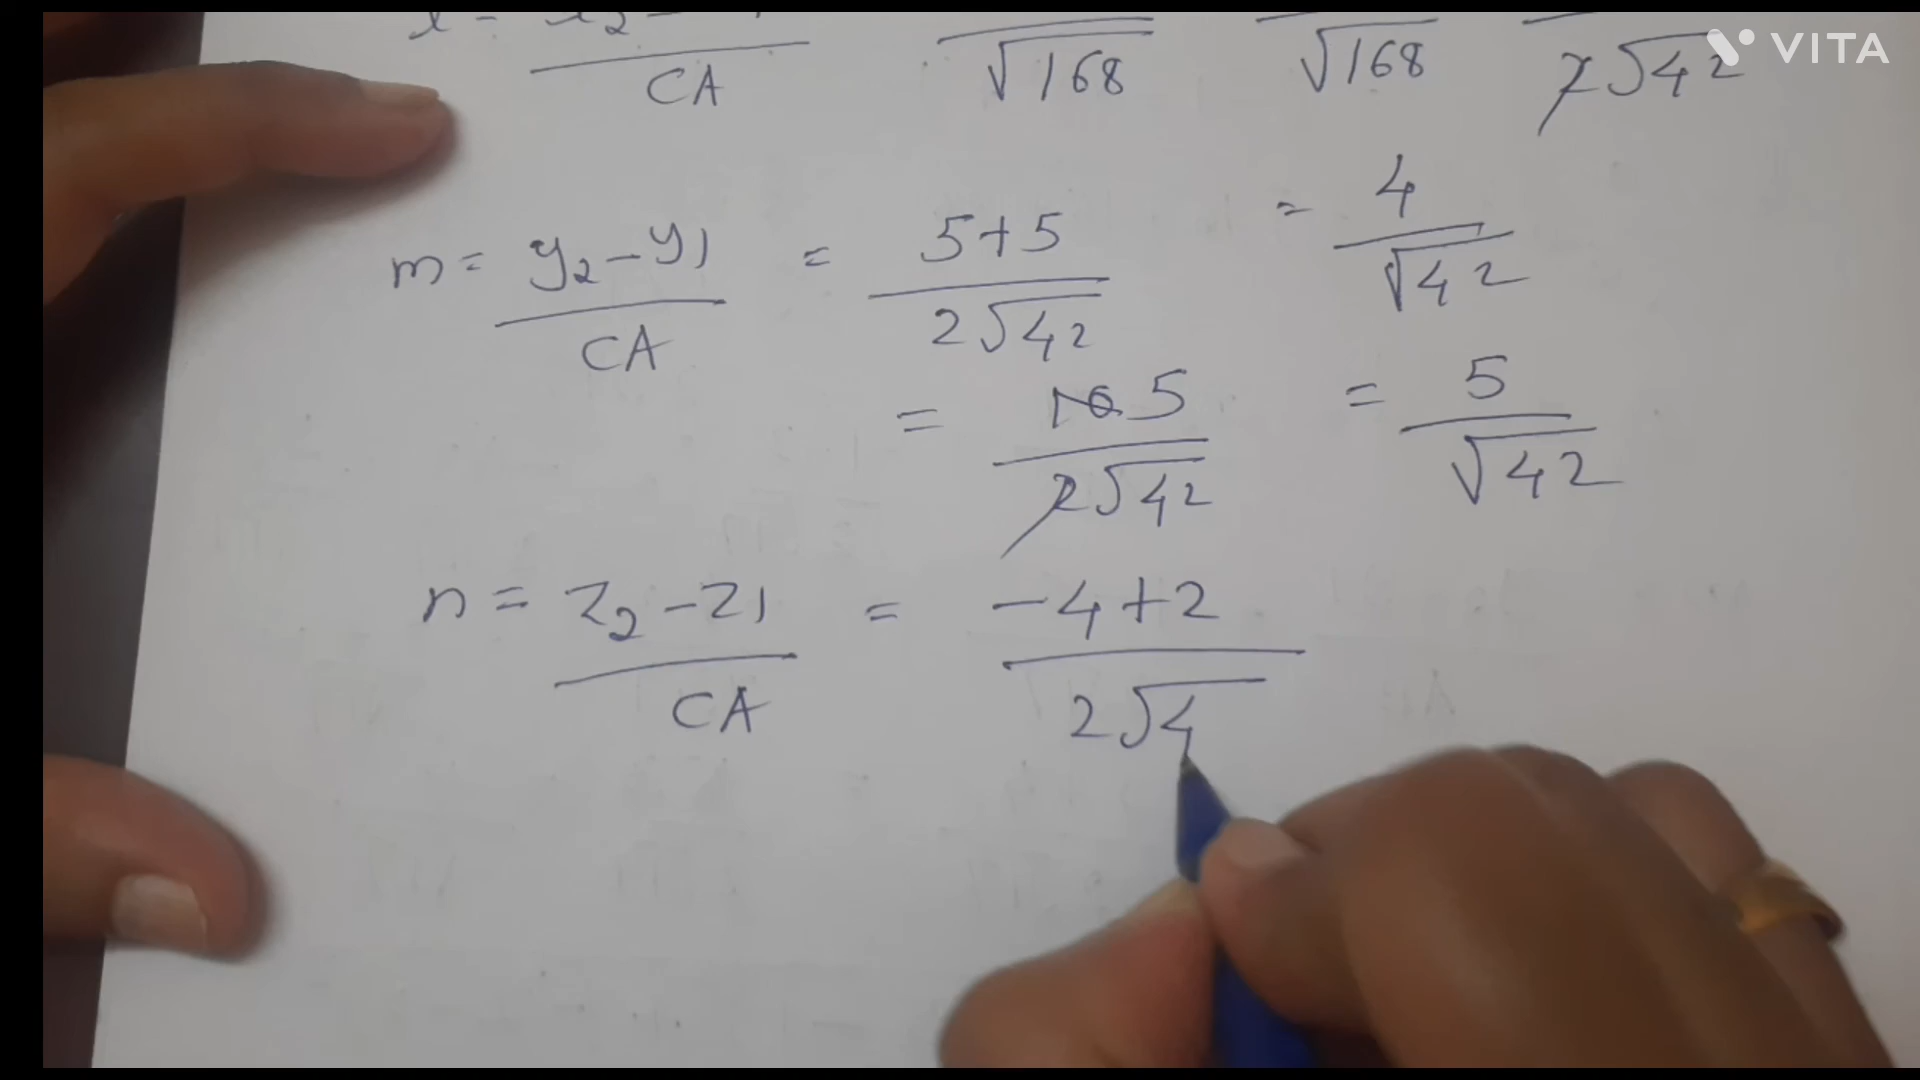 CA √168 √168 2√42
VITA
m = y₂-y₁ / CA = 5+5 / 2√42 = 4 / √42
= 10 5 / 2√42 = 5 / √42
n = z₂-z₁ / CA = -4+2 / 2√4